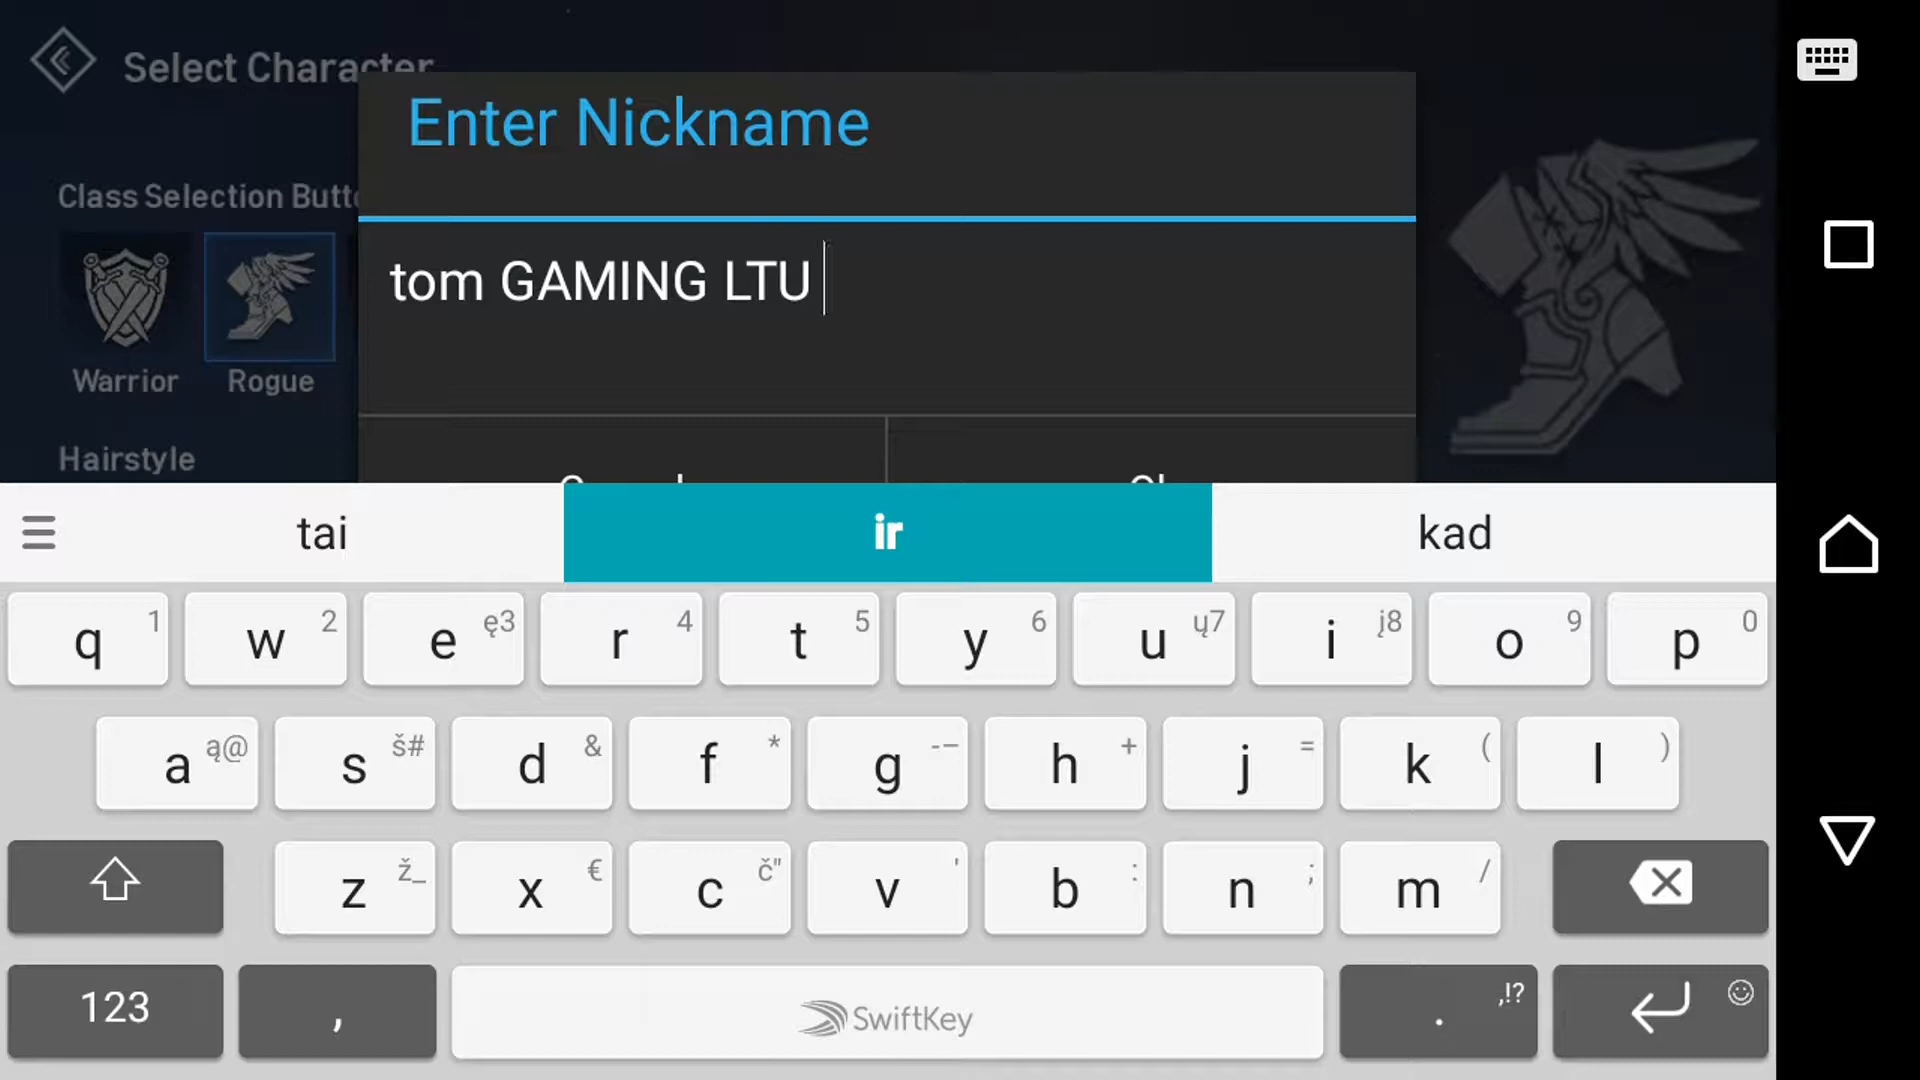 Select Character
Enter Nickname
Class Selection
tom GAMING LTU
Warrior
Rogue
Hairstyle
tai
ir
kad
q 1
w 2
e ę3
r 4
t 5
y 6
u ų7
i į8
o 9
p 0
a ą@
s š#
d &
f *
g -–
h +
j =
k (
l )
z ž_
x €
c č"
v '
b :
n ;
m /
123
,
SwiftKey
. ,!?